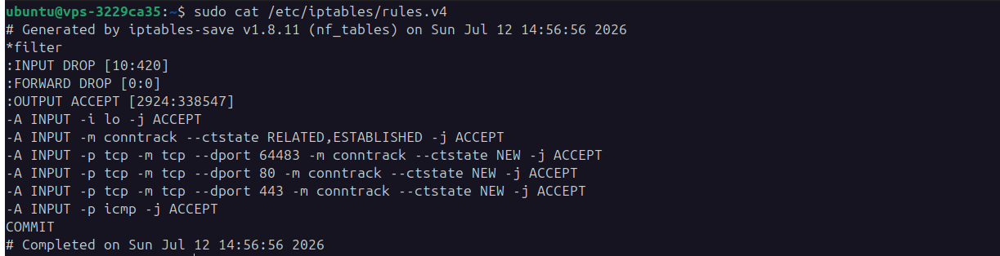 ubuntu@vps-3229ca35:~$ sudo cat /etc/iptables/rules.v4
# Generated by iptables-save v1.8.11 (nf_tables) on Sun Jul 12 14:56:56 2026
*filter
:INPUT DROP [10:420]
:FORWARD DROP [0:0]
:OUTPUT ACCEPT [2924:338547]
-A INPUT -i lo -j ACCEPT
-A INPUT -m conntrack --ctstate RELATED,ESTABLISHED -j ACCEPT
-A INPUT -p tcp -m tcp --dport 64483 -m conntrack --ctstate NEW -j ACCEPT
-A INPUT -p tcp -m tcp --dport 80 -m conntrack --ctstate NEW -j ACCEPT
-A INPUT -p tcp -m tcp --dport 443 -m conntrack --ctstate NEW -j ACCEPT
-A INPUT -p icmp -j ACCEPT
COMMIT
# Completed on Sun Jul 12 14:56:56 2026